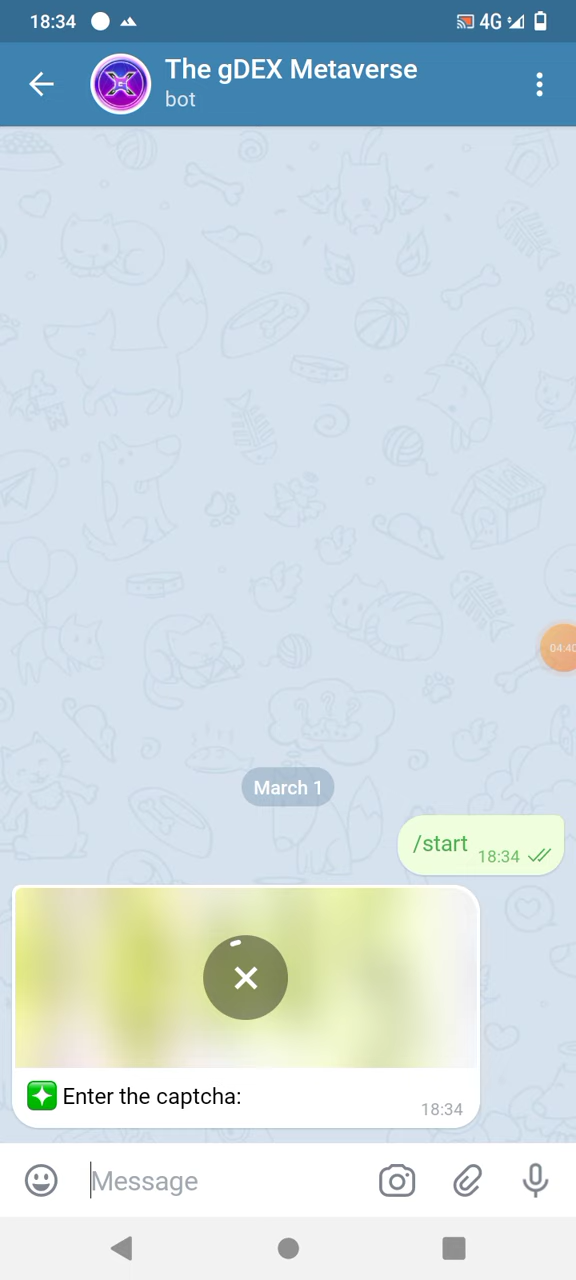 18:34
4G
The gDEX Metaverse
bot
March 1
/start 18:34
Enter the captcha:
18:34
Message